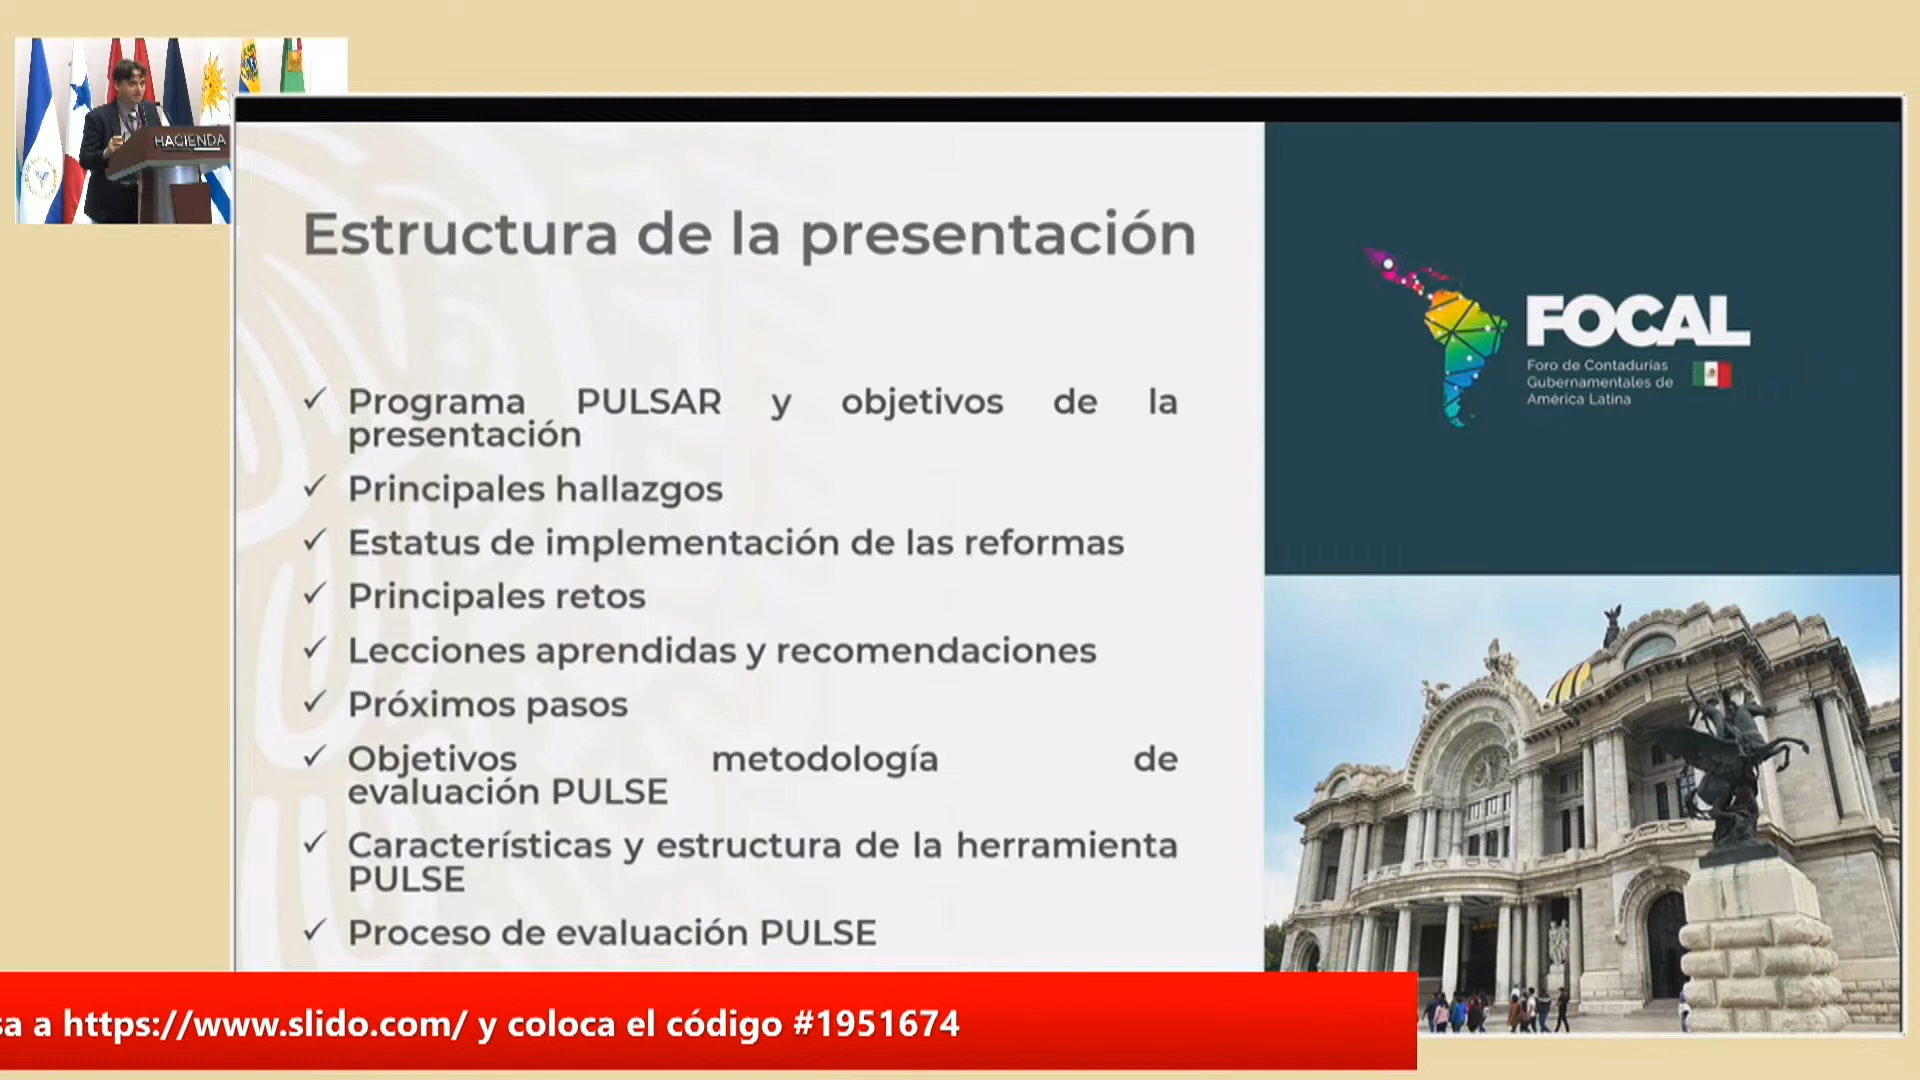 HACIENDA
Estructura de la presentación
✓ Programa PULSAR y objetivos de la
presentación
✓ Principales hallazgos
✓ Estatus de implementación de las reformas
✓ Principales retos
✓ Lecciones aprendidas y recomendaciones
✓ Próximos pasos
✓ Objetivos metodología de
evaluación PULSE
✓ Características y estructura de la herramienta
PULSE
✓ Proceso de evaluación PULSE
FOCAL
Foro de Contadurías
Gubernamentales de
América Latina
sa a https://www.slido.com/ y coloca el código #1951674